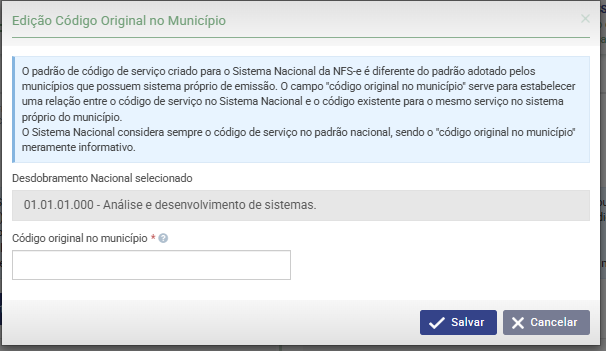 Edição Código Original no Município
O padrão de código de serviço criado para o Sistema Nacional da NFS-e é diferente do padrão adotado pelos
municípios que possuem sistema próprio de emissão. O campo "código original no município" serve para estabelecer
uma relação entre o código de serviço no Sistema Nacional e o código existente para o mesmo serviço no sistema
próprio do município.
O Sistema Nacional considera sempre o código de serviço no padrão nacional, sendo o "código original no município"
meramente informativo.
Desdobramento Nacional selecionado
01.01.01.000 - Análise e desenvolvimento de sistemas.
Código original no município *
Salvar Cancelar